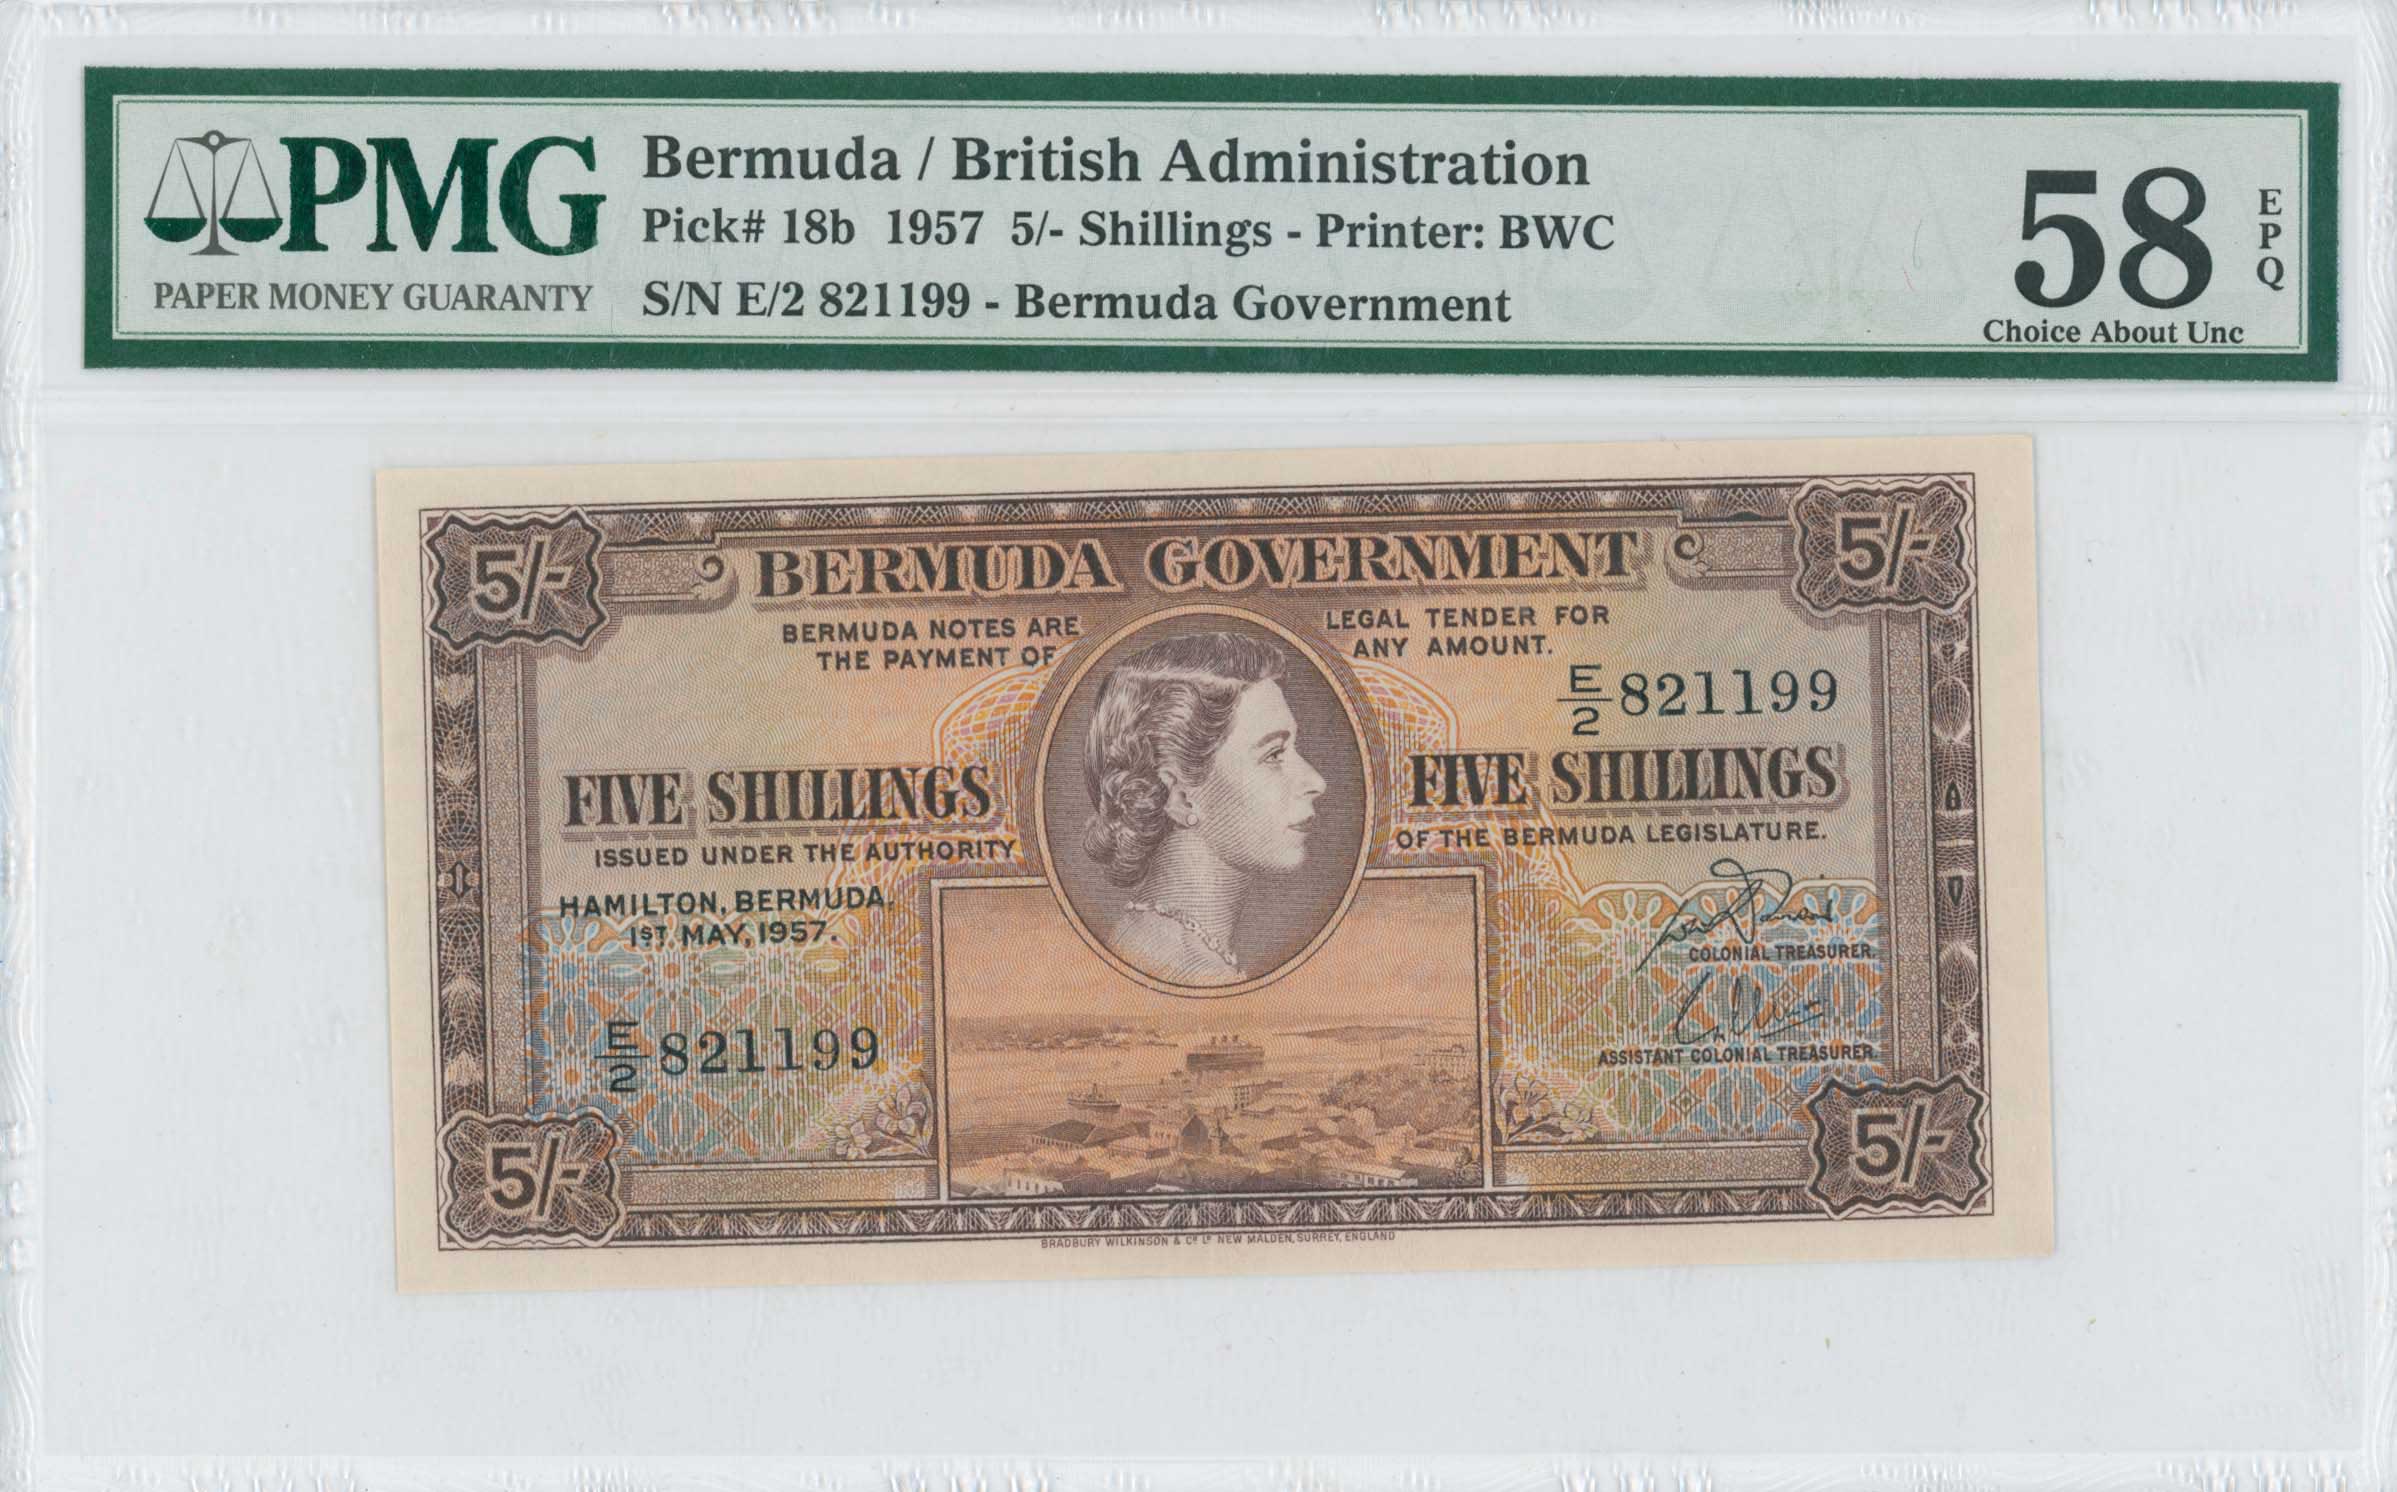 PMG
PAPER MONEY GUARANTY
Bermuda / British Administration
Pick# 18b 1957 5/- Shillings - Printer: BWC
S/N E/2 821199 - Bermuda Government
58
EPQ
Choice About Unc
5/-
5/-
BERMUDA GOVERNMENT
BERMUDA NOTES ARE LEGAL TENDER FOR
THE PAYMENT OF ANY AMOUNT.
E/2 821199
FIVE SHILLINGS FIVE SHILLINGS
ISSUED UNDER THE AUTHORITY OF THE BERMUDA LEGISLATURE.
HAMILTON, BERMUDA,
1ST. MAY, 1957.
COLONIAL TREASURER.
E/2 821199
ASSISTANT COLONIAL TREASURER.
5/-
5/-
BRADBURY WILKINSON & Co Ld NEW MALDEN, SURREY, ENGLAND